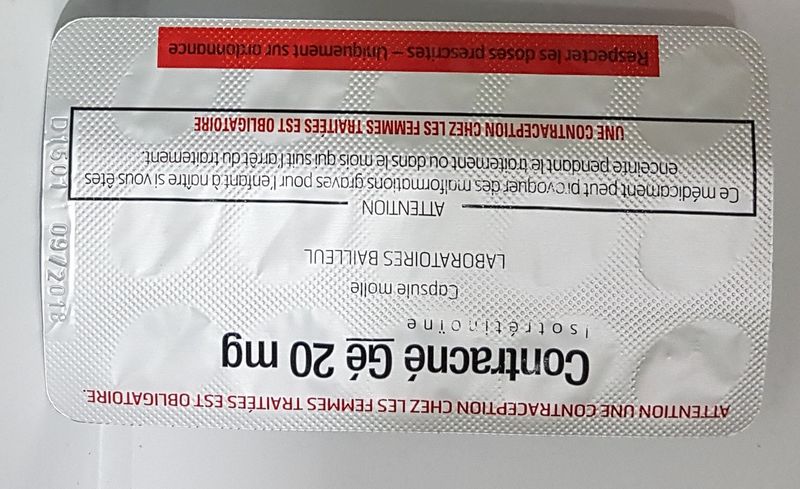 ATTENTION UNE CONTRACEPTION CHEZ LES FEMMES TRAITÉES EST OBLIGATOIRE.
Contracné Gé 20 mg
Isotrétinoïne
Capsule molle
LABORATOIRES BAILLEUL
ATTENTION
Ce médicament peut provoquer des malformations graves pour l'enfant à naître si vous êtes
enceinte pendant le traitement ou dans le mois qui suit l'arrêt du traitement.
UNE CONTRACEPTION CHEZ LES FEMMES TRAITÉES EST OBLIGATOIRE
Respecter les doses prescrites – Uniquement sur ordonnance
D1501 09/2018